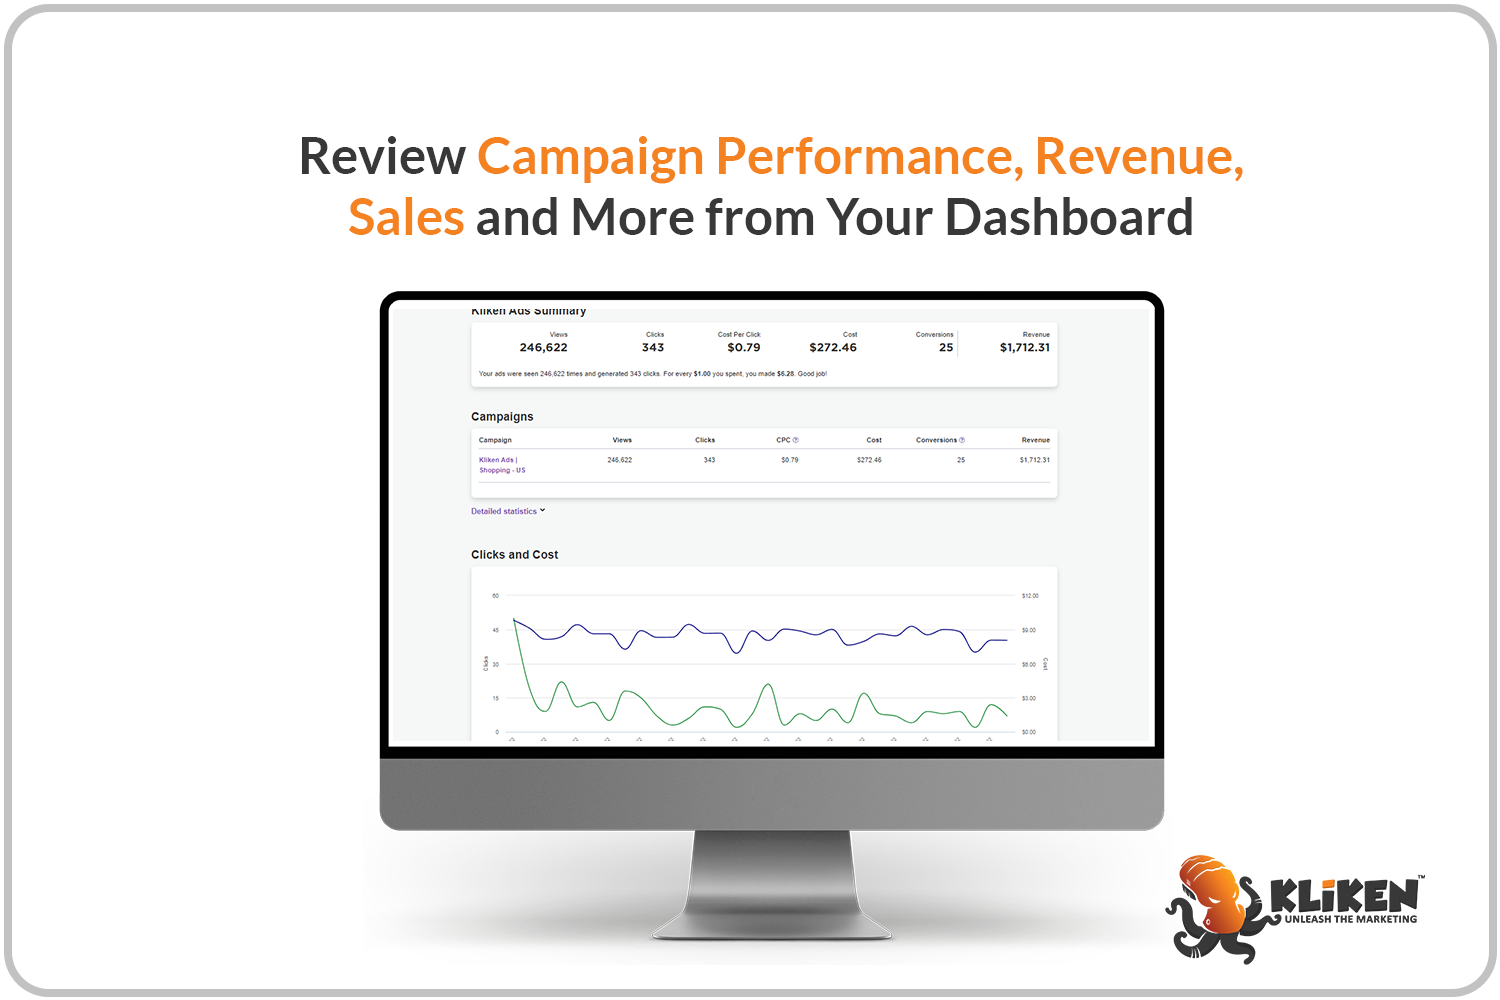 Review Campaign Performance, Revenue,
Sales and More from Your Dashboard
Kliken Ads Summary
Views Clicks Cost Per Click Cost Conversions Revenue
246,622 343 $0.79 $272.46 25 $1,712.31
Your ads were seen 246,622 times and generated 343 clicks. For every $1.00 you spent, you made $6.28. Good job!
Campaigns
Campaign Views Clicks CPC Cost Conversions Revenue
Kliken Ads | 246,622 343 $0.79 $272.46 25 $1,712.31
Shopping - US
Detailed statistics
Clicks and Cost
60 $12.00
45 $9.00
30 $6.00
15 $3.00
0 $0.00
Clicks
Cost
KLiKEN™
UNLEASH THE MARKETING